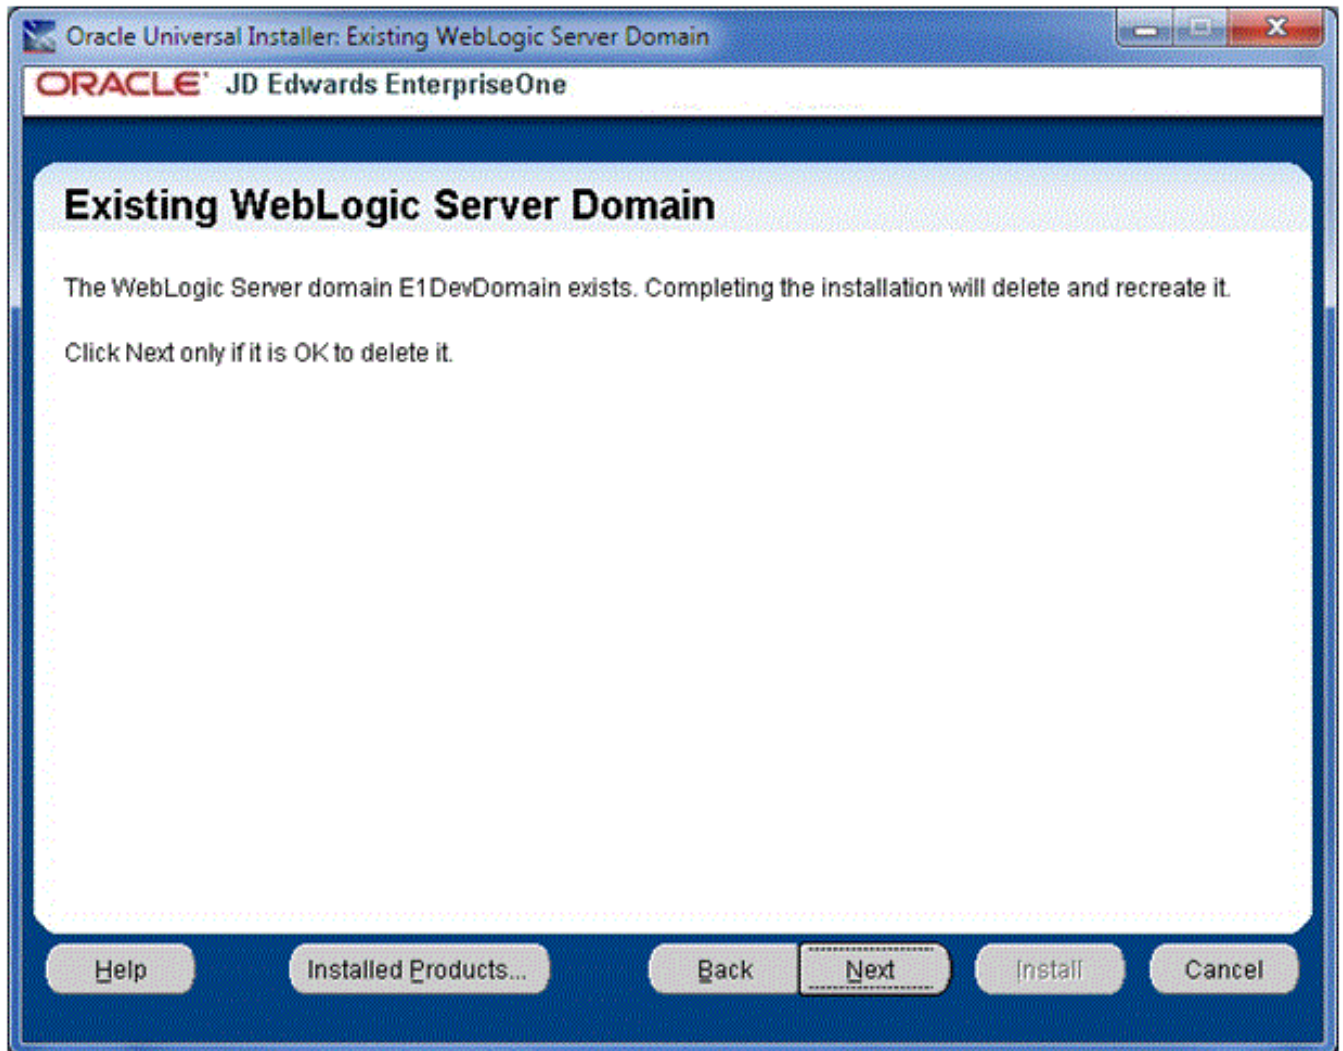 Oracle Universal Installer: Existing WebLogic Server Domain
ORACLE® JD Edwards EnterpriseOne
Existing WebLogic Server Domain
The WebLogic Server domain E1DevDomain exists. Completing the installation will delete and recreate it.
Click Next only if it is OK to delete it.
Help Installed Products... Back Next Install Cancel